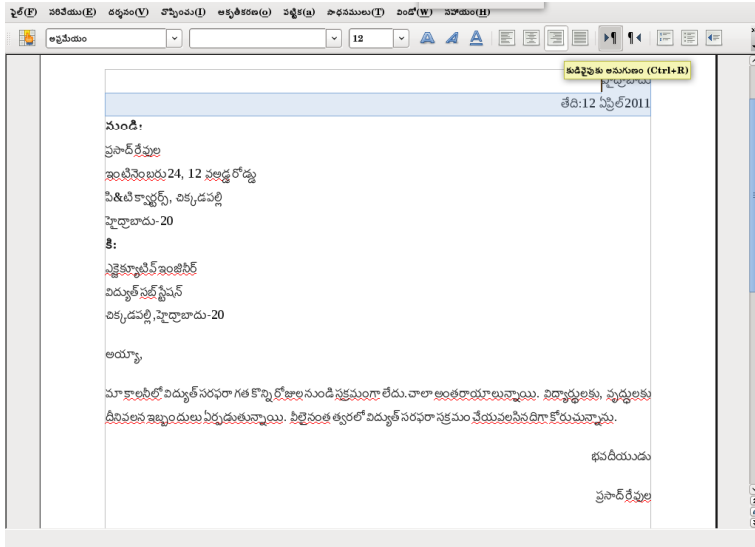 ఫైల్(F) సరిచేయు(E) దర్శనం(V) చొప్పించు(I) ఆకృతీకరణ(o) పట్టిక(a) సాధనములు(T) విండో(W) సహాయం(H)
అప్రమేయం 12
కుడివైపుకు అనుగుణం (Ctrl+R)
హైద్రాబాదు
తేది:12 ఏప్రిల్ 2011
నుండి:
ప్రసాద్ రేవుల
ఇంటినెంబరు 24, 12 వఅడ్డ రోడ్డు
పి&టి క్వార్టర్స్, చిక్కడపల్లి
హైద్రాబాదు-20
కి:
ఎక్జెక్యూటివ్ ఇంజినీర్
విద్యుత్ సబ్ స్టేషన్
చిక్కడపల్లి,హైద్రాబాదు-20
అయ్యా,
మా కాలనీలో విద్యుత్ సరఫరా గత కొన్ని రోజుల నుండి సక్రమంగా లేదు.చాలా అంతరాయాలున్నాయి. విద్యార్థులకు, వృద్ధులకు
దీనివలన ఇబ్బందులు ఏర్పడుతున్నాయి. వీలైనంత త్వరలో విద్యుత్ సరఫరా సక్రమం చేయవలసినదిగా కోరుచున్నాను.
భవదీయుడు
ప్రసాద్ రేవుల